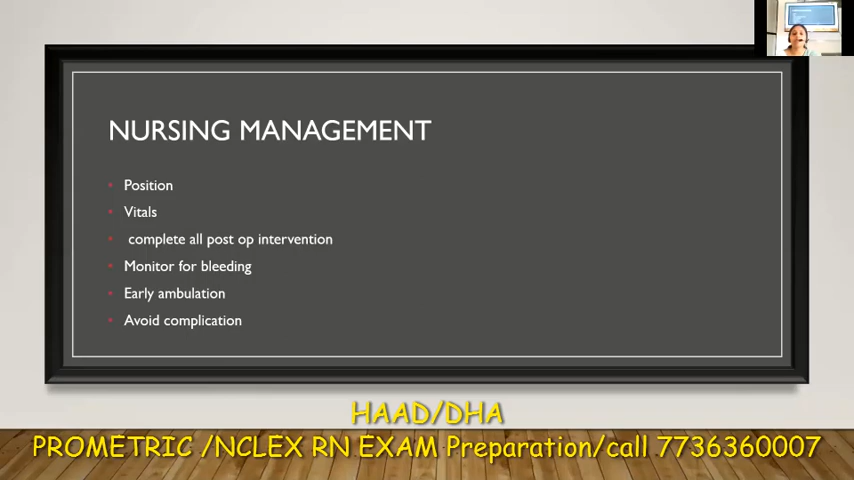 NURSING MANAGEMENT
Position
Vitals
complete all post op intervention
Monitor for bleeding
Early ambulation
Avoid complication
HAAD/DHA
PROMETRIC /NCLEX RN EXAM Preparation/call 7736360007